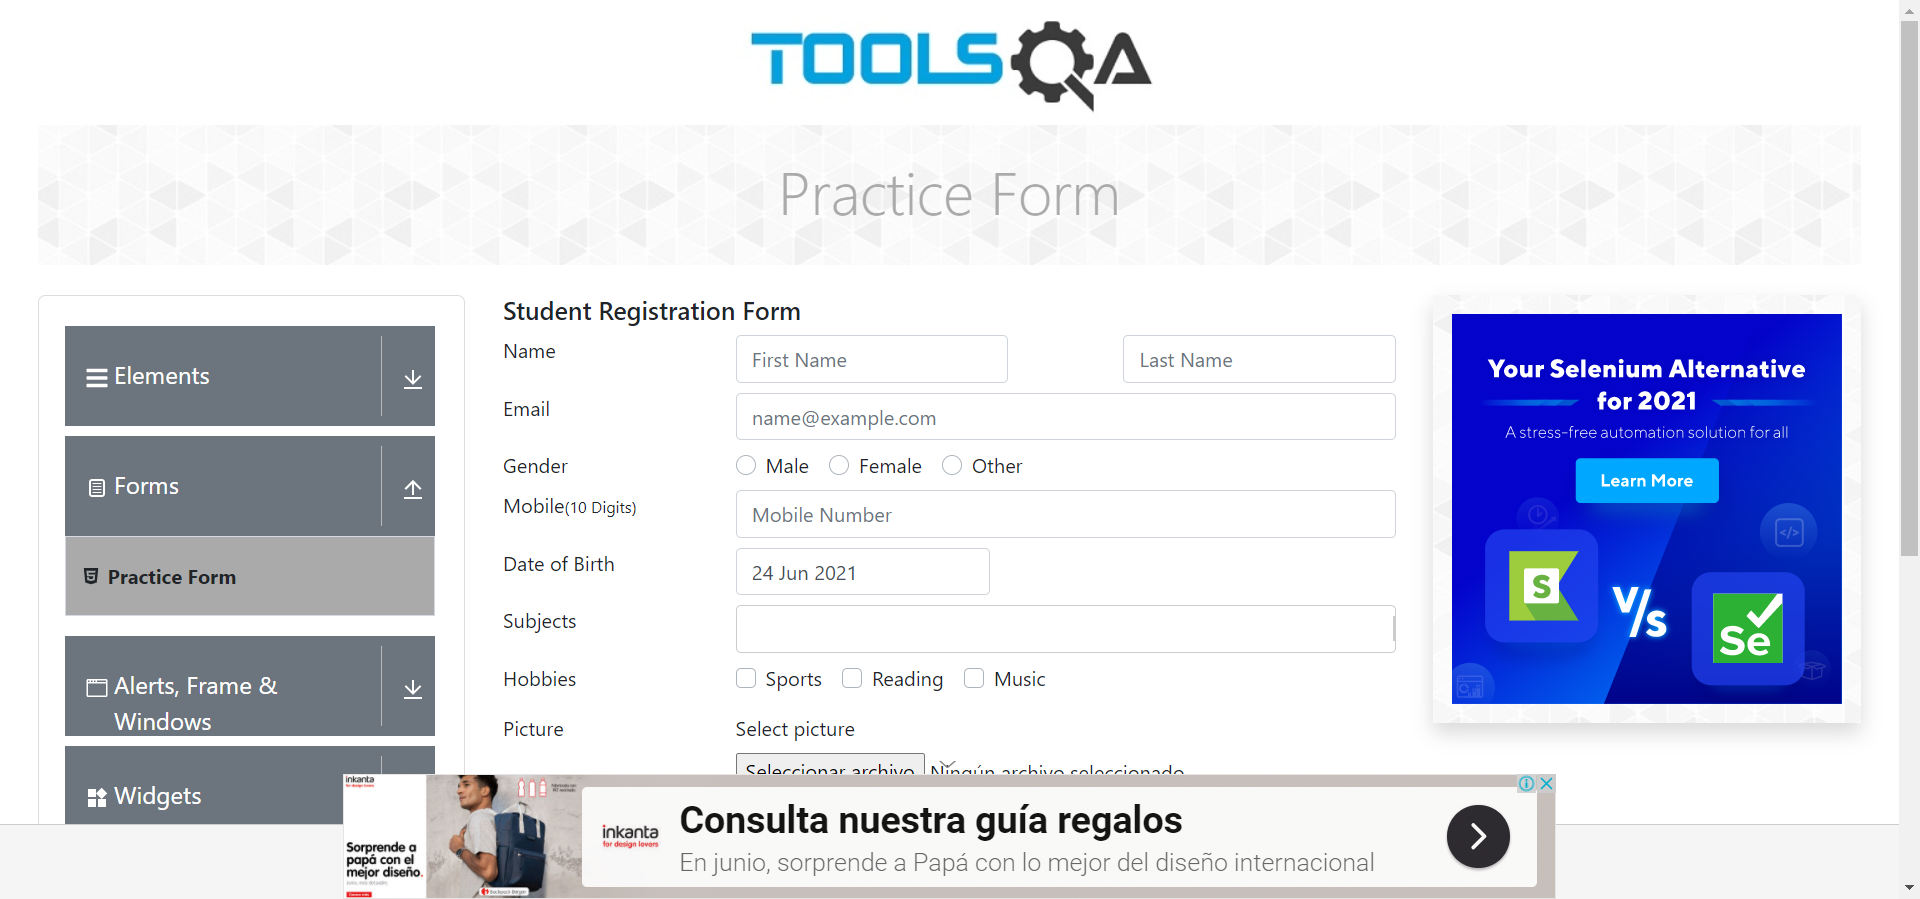 TOOLSQA
Practice Form
Elements
Forms
Practice Form
Alerts, Frame &
Windows
Widgets
Student Registration Form
Name
First Name
Last Name
Email
name@example.com
Gender
Male
Female
Other
Mobile(10 Digits)
Mobile Number
Date of Birth
24 Jun 2021
Subjects
Hobbies
Sports
Reading
Music
Picture
Select picture
Seleccionar archivo
Ningún archivo seleccionado
Your Selenium Alternative
for 2021
A stress-free automation solution for all
Learn More
S
V/s
Se
inkanta
for design lovers
Sorprende a
papá con el
mejor diseño.
inkanta
for design lovers
Consulta nuestra guía regalos
En junio, sorprende a Papá con lo mejor del diseño internacional